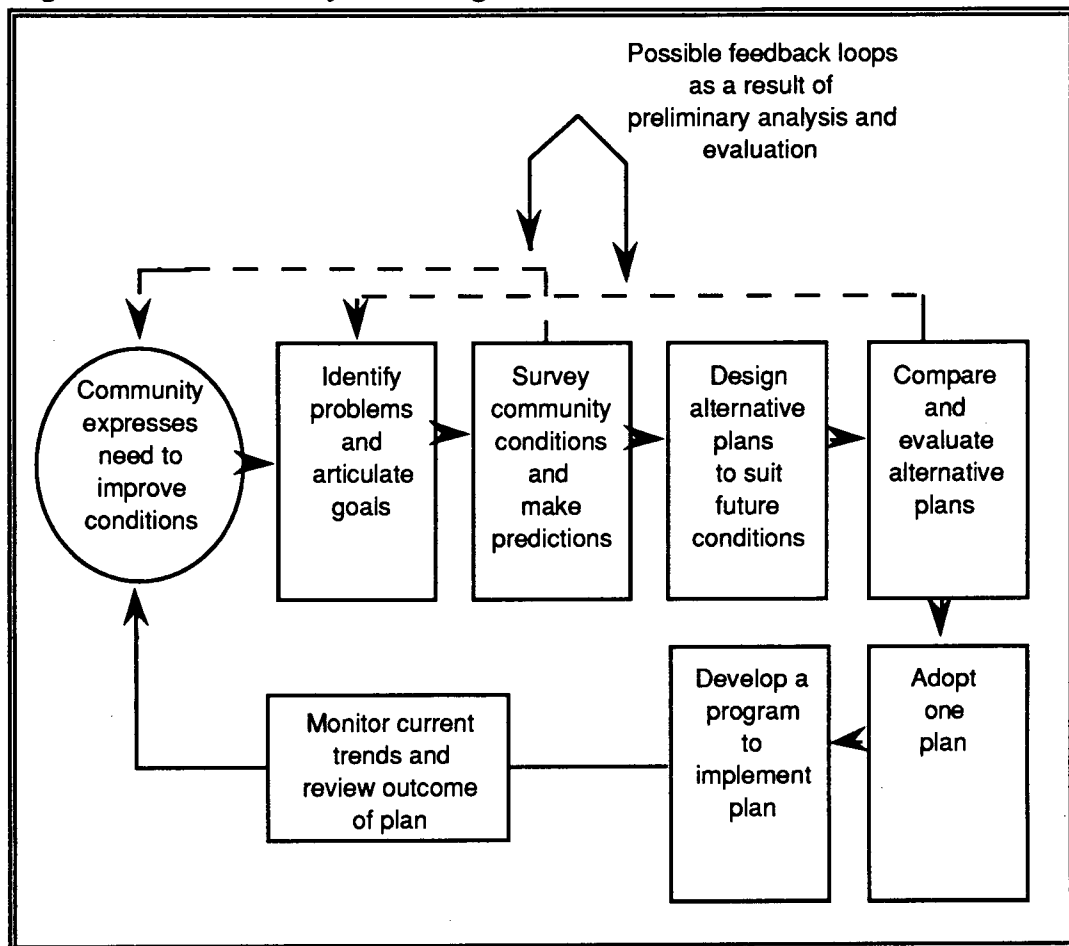 Possible feedback loops
as a result of
preliminary analysis and
evaluation
Community
expresses
need to
improve
conditions
Identify
problems
and
articulate
goals
Survey
community
conditions
and
make
predictions
Design
alternative
plans
to suit
future
conditions
Compare
and
evaluate
alternative
plans
Adopt
one
plan
Develop a
program
to
implement
plan
Monitor current
trends and
review outcome
of plan